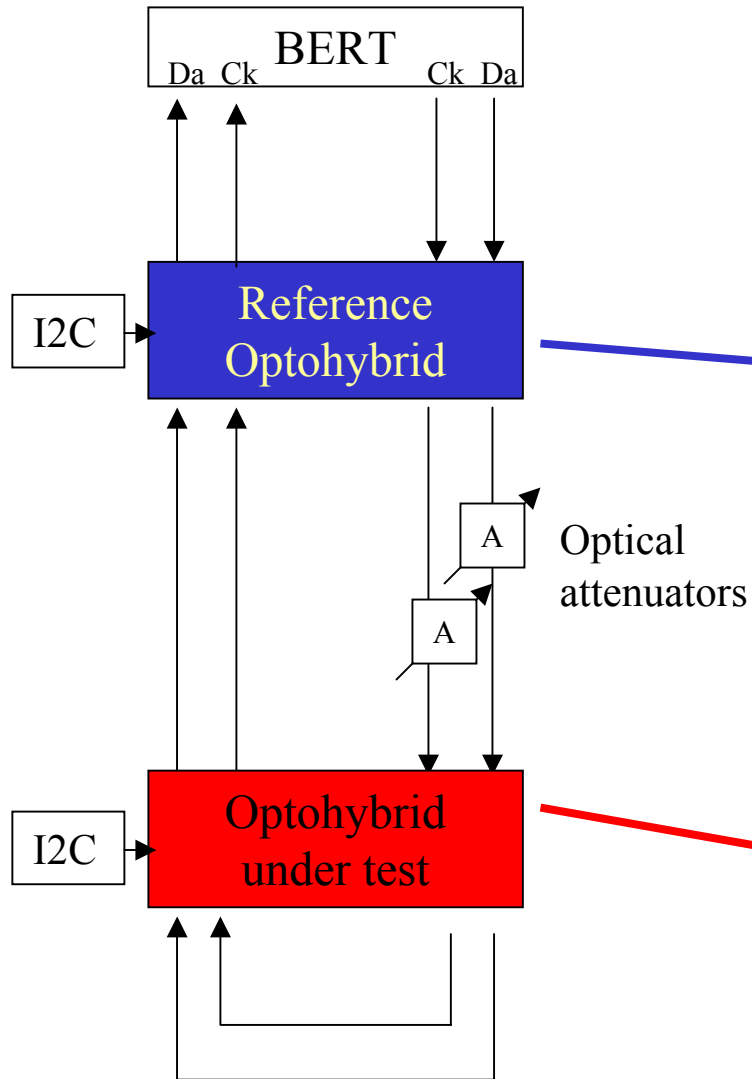 BERT
Da Ck Ck Da
Reference
Optohybrid
I2C
A
Optical
attenuators
A
Optohybrid
under test
I2C